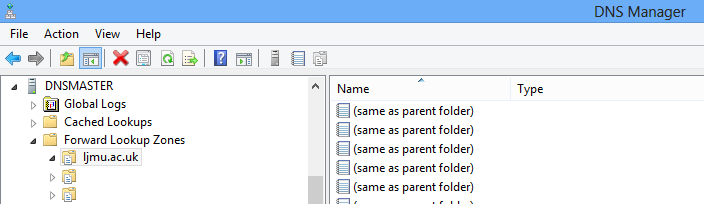 DNS Manager
File Action View Help
DNSMASTER
Global Logs
Cached Lookups
Forward Lookup Zones
ljmu.ac.uk
Name Type
(same as parent folder)
(same as parent folder)
(same as parent folder)
(same as parent folder)
(same as parent folder)